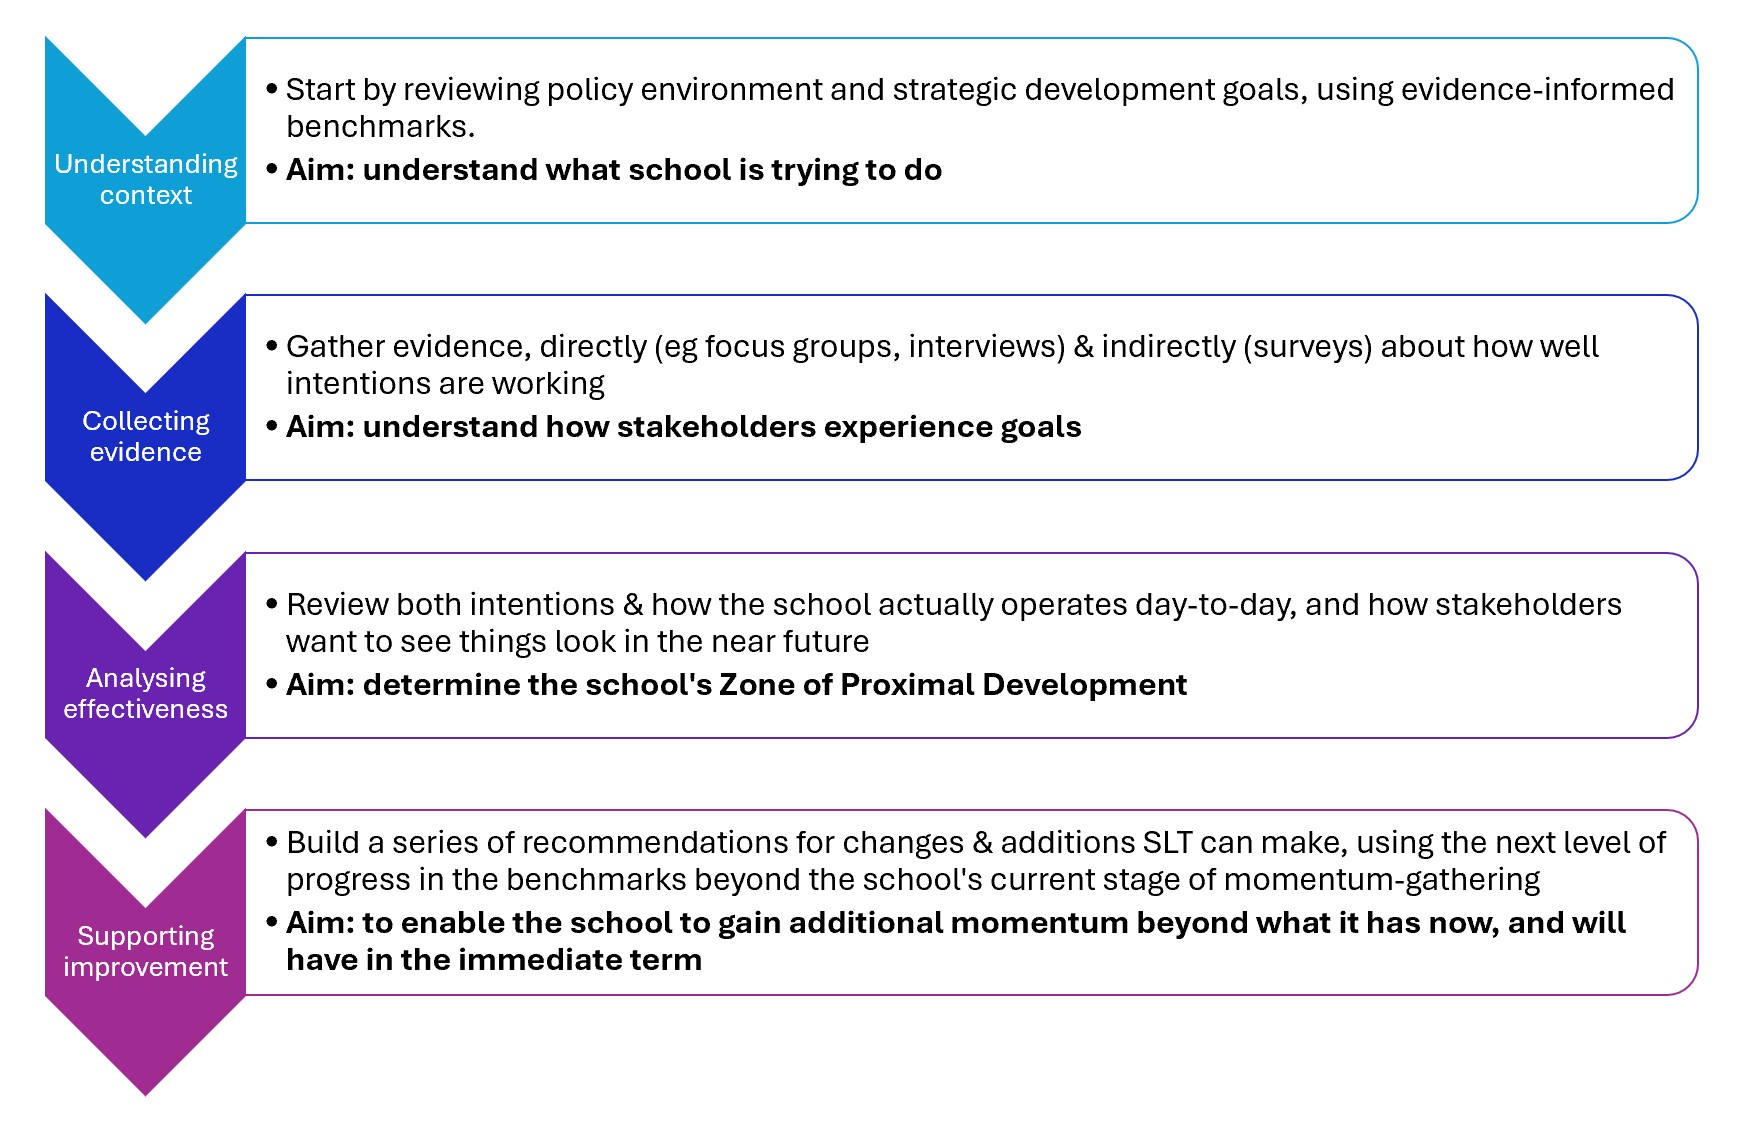 Understanding
context
• Start by reviewing policy environment and strategic development goals, using evidence-informed
benchmarks.
• Aim: understand what school is trying to do
Collecting
evidence
• Gather evidence, directly (eg focus groups, interviews) & indirectly (surveys) about how well
intentions are working
• Aim: understand how stakeholders experience goals
Analysing
effectiveness
• Review both intentions & how the school actually operates day-to-day, and how stakeholders
want to see things look in the near future
• Aim: determine the school's Zone of Proximal Development
Supporting
improvement
• Build a series of recommendations for changes & additions SLT can make, using the next level of
progress in the benchmarks beyond the school's current stage of momentum-gathering
• Aim: to enable the school to gain additional momentum beyond what it has now, and will
have in the immediate term